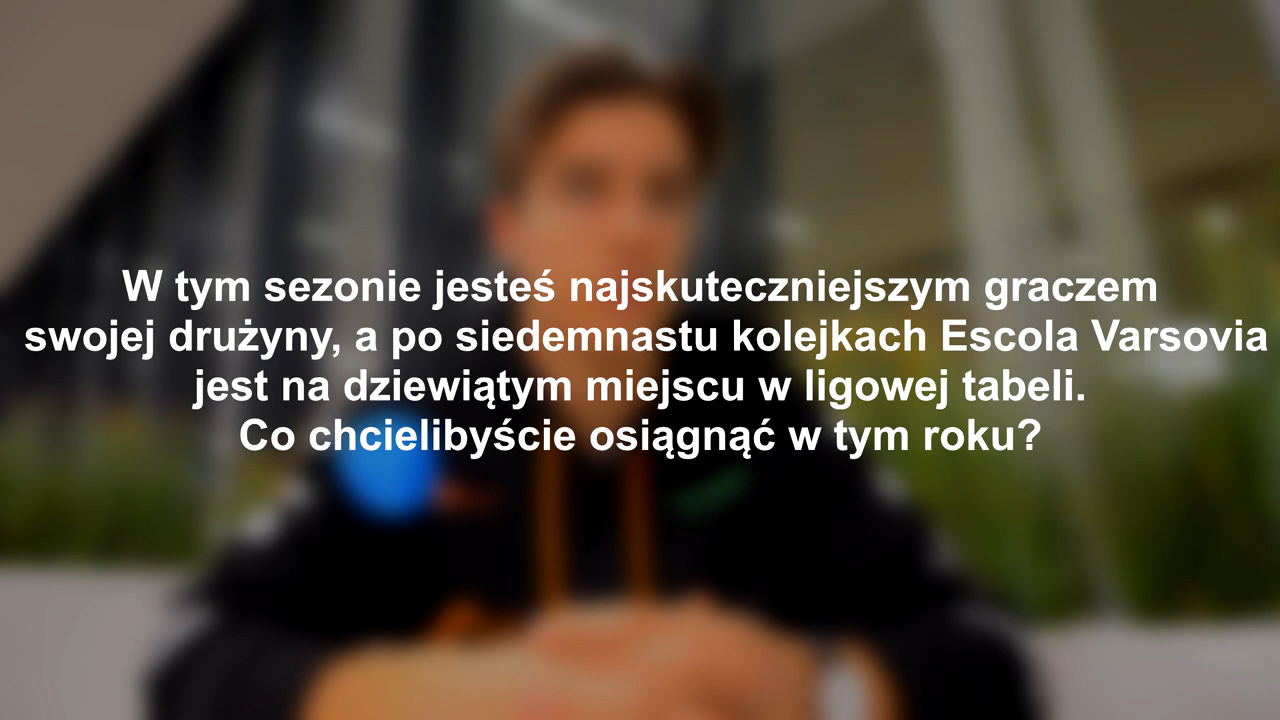 W tym sezonie jesteś najskuteczniejszym graczem
swojej drużyny, a po siedemnastu kolejkach Escola Varsovia
jest na dziewiątym miejscu w ligowej tabeli.
Co chcielibyście osiągnąć w tym roku?